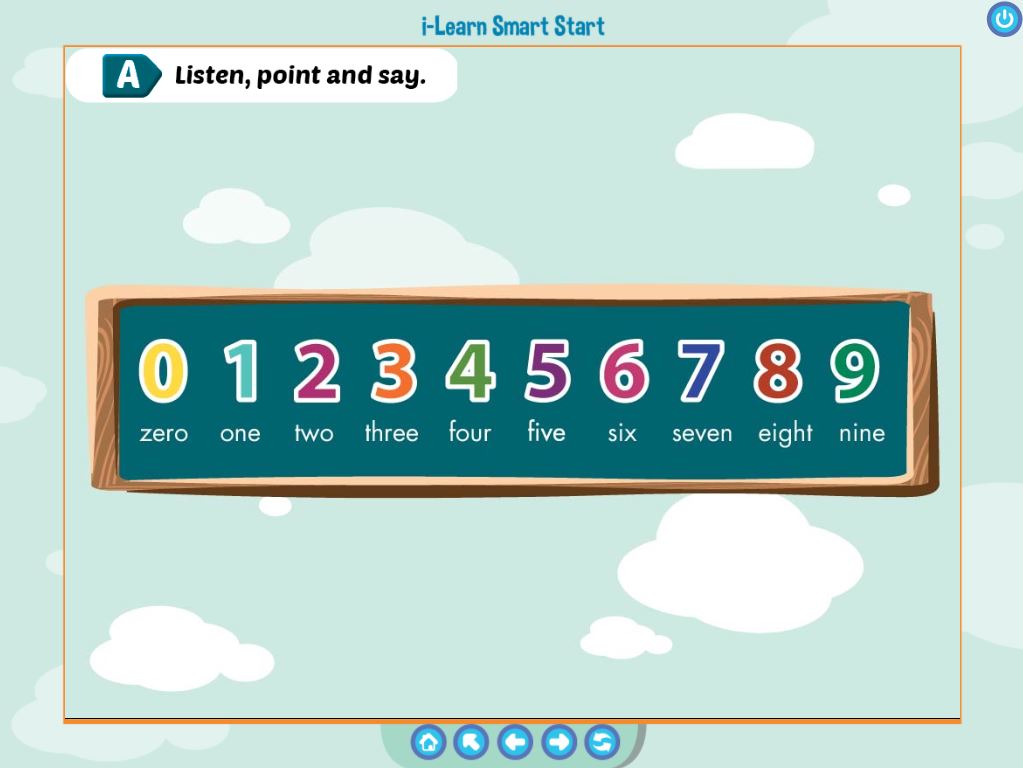 i-Learn Smart Start
A Listen, point and say.
0 1 2 3 4 5 6 7 8 9
zero one two three four five six seven eight nine